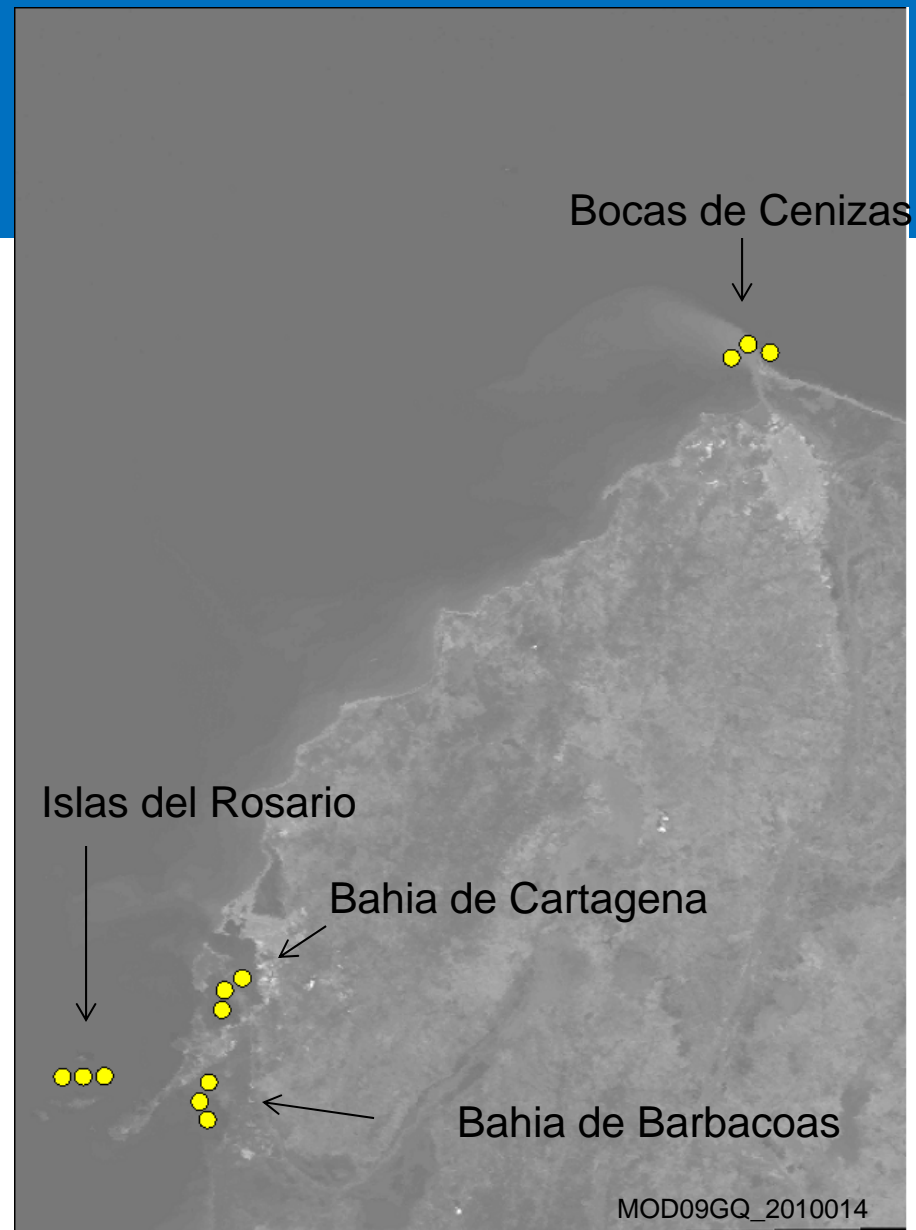 Bocas de Cenizas
Islas del Rosario
Bahia de Cartagena
Bahia de Barbacoas
MOD09GQ_2010014